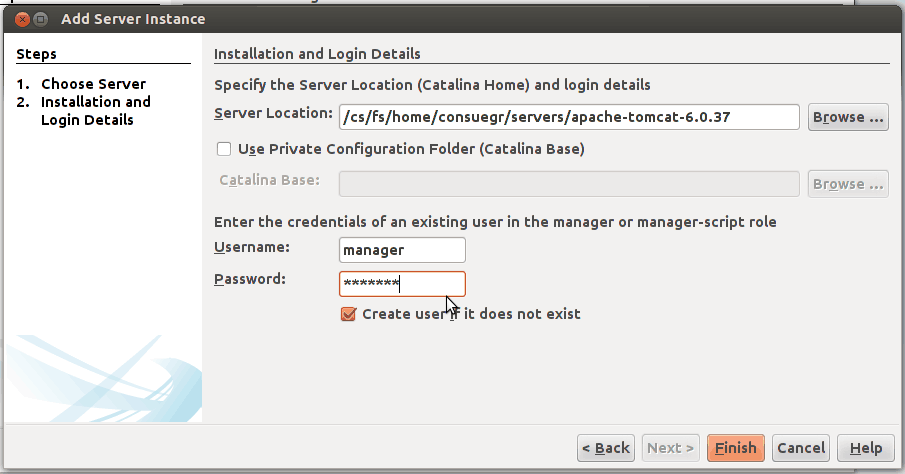 Add Server Instance
Steps
1. Choose Server
2. Installation and
Login Details
Installation and Login Details
Specify the Server Location (Catalina Home) and login details
Server Location: /cs/fs/home/consuegr/servers/apache-tomcat-6.0.37 Browse ...
Use Private Configuration Folder (Catalina Base)
Catalina Base: Browse ...
Enter the credentials of an existing user in the manager or manager-script role
Username: manager
Password: *******
Create user if it does not exist
< Back Next > Finish Cancel Help